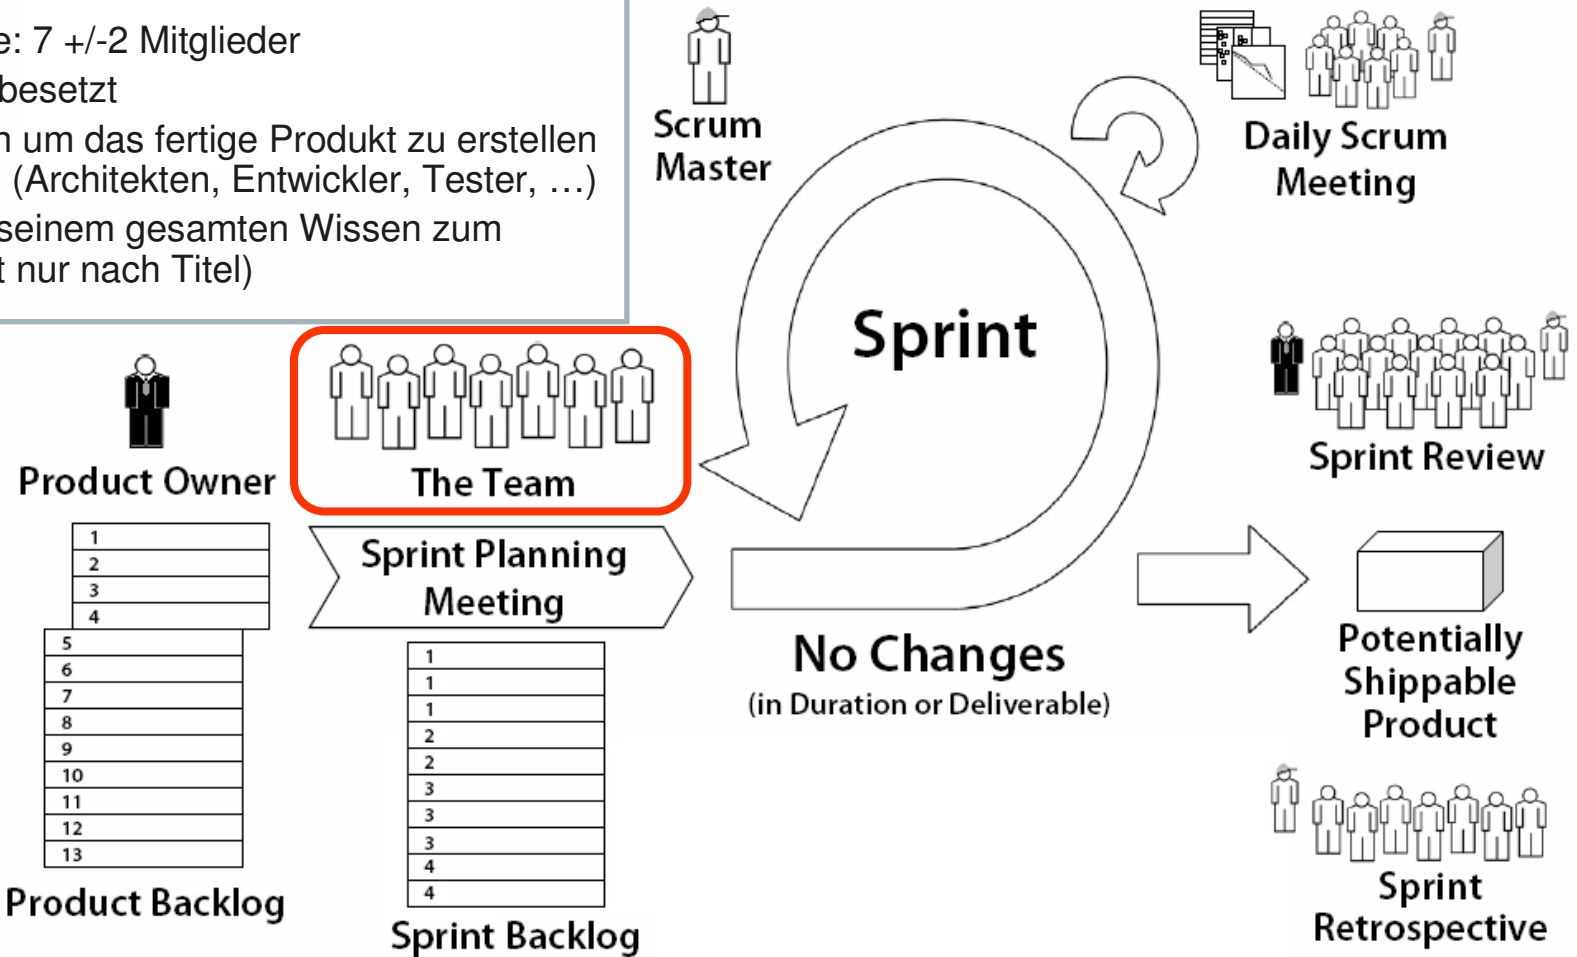 e: 7 +/-2 Mitglieder
besetzt
n um das fertige Produkt zu erstellen
(Architekten, Entwickler, Tester, …)
seinem gesamten Wissen zum
t nur nach Titel)
Scrum
Master
Daily Scrum
Meeting
Sprint
Product Owner
The Team
Sprint Review
1
2
3
4
5
6
7
8
9
10
11
12
13
Product Backlog
Sprint Planning
Meeting
1
1
1
2
2
3
3
3
4
4
Sprint Backlog
No Changes
(in Duration or Deliverable)
Potentially
Shippable
Product
Sprint
Retrospective